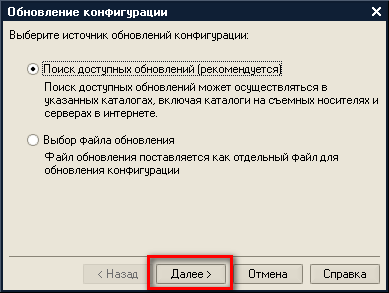 Обновление конфигурации
Выберите источник обновлений конфигурации:
Поиск доступных обновлений (рекомендуется)
Поиск доступных обновлений может осуществляться в
указанных каталогах, включая каталоги на съемных носителях и
серверах в интернете.
Выбор файла обновления
Файл обновления поставляется как отдельный файл для
обновления конфигурации
< Назад Далее > Отмена Справка